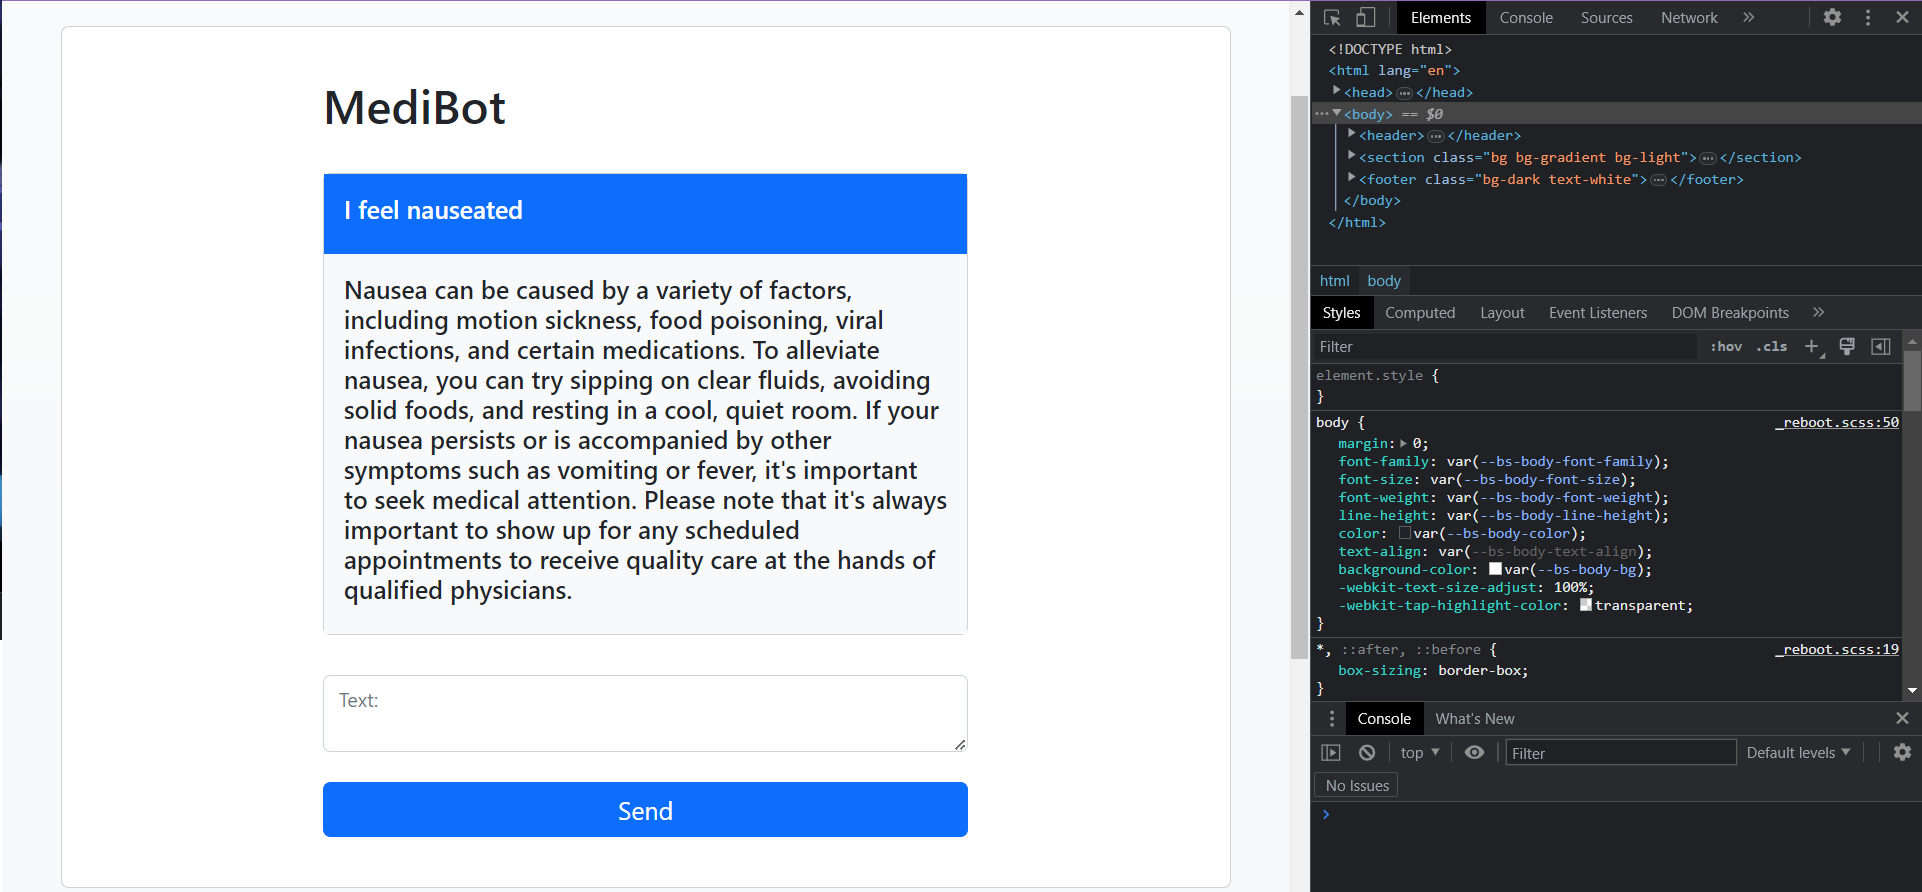 MediBot
I feel nauseated
Nausea can be caused by a variety of factors,
including motion sickness, food poisoning, viral
infections, and certain medications. To alleviate
nausea, you can try sipping on clear fluids, avoiding
solid foods, and resting in a cool, quiet room. If your
nausea persists or is accompanied by other
symptoms such as vomiting or fever, it's important
to seek medical attention. Please note that it's always
important to show up for any scheduled
appointments to receive quality care at the hands of
qualified physicians.
Text:
Send
Elements Console Sources Network »
<!DOCTYPE html>
<html lang="en">
<head>…</head>
<body> == $0
<header>…</header>
<section class="bg bg-gradient bg-light">…</section>
<footer class="bg-dark text-white">…</footer>
</body>
</html>
html body
Styles Computed Layout Event Listeners DOM Breakpoints »
Filter :hov .cls +
element.style {
}
body { _reboot.scss:50
margin: 0;
font-family: var(--bs-body-font-family);
font-size: var(--bs-body-font-size);
font-weight: var(--bs-body-font-weight);
line-height: var(--bs-body-line-height);
color: var(--bs-body-color);
text-align: var(--bs-body-text-align);
background-color: var(--bs-body-bg);
-webkit-text-size-adjust: 100%;
-webkit-tap-highlight-color: transparent;
}
*, ::after, ::before { _reboot.scss:19
box-sizing: border-box;
}
Console What's New
top Filter Default levels
No Issues